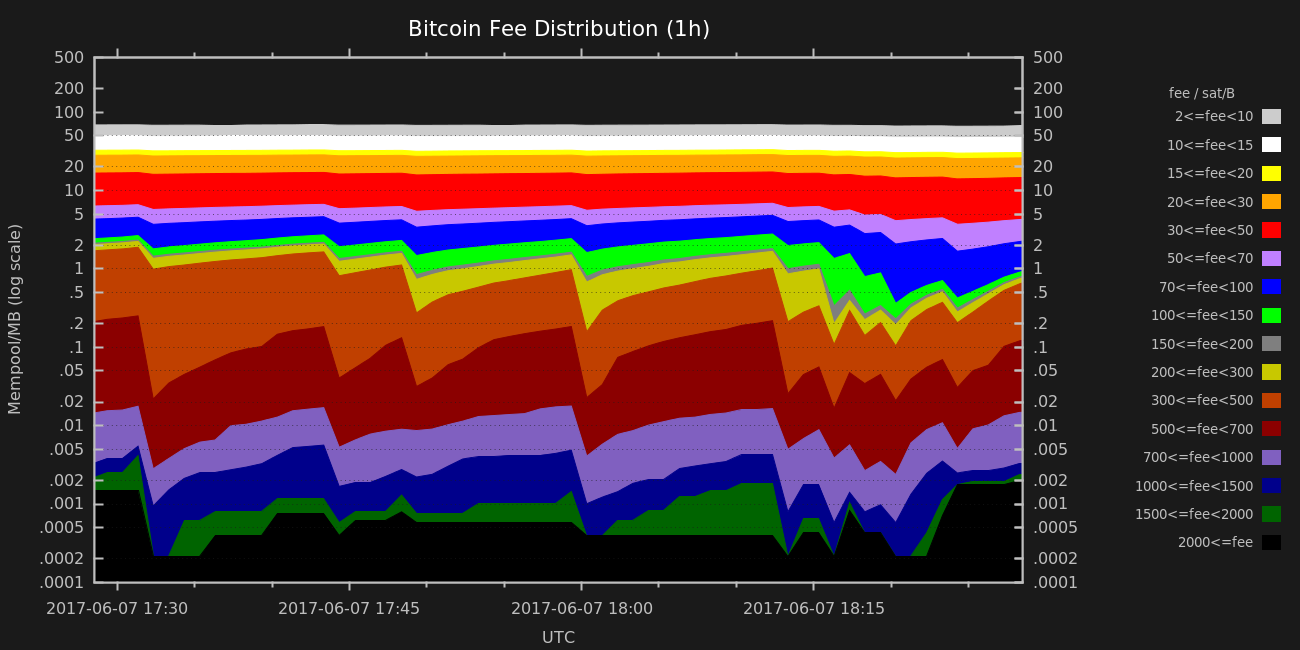 Bitcoin Fee Distribution (1h)
500 500
200 200
100 100
50 50
20 20
10 10
5 5
2 2
1 1
.5 .5
.2 .2
.1 .1
.05 .05
.02 .02
.01 .01
.005 .005
.002 .002
.001 .001
.0005 .0005
.0002 .0002
.0001 .0001
Mempool/MB (log scale)
2017-06-07 17:30 2017-06-07 17:45 2017-06-07 18:00 2017-06-07 18:15
UTC
fee / sat/B
2<=fee<10
10<=fee<15
15<=fee<20
20<=fee<30
30<=fee<50
50<=fee<70
70<=fee<100
100<=fee<150
150<=fee<200
200<=fee<300
300<=fee<500
500<=fee<700
700<=fee<1000
1000<=fee<1500
1500<=fee<2000
2000<=fee